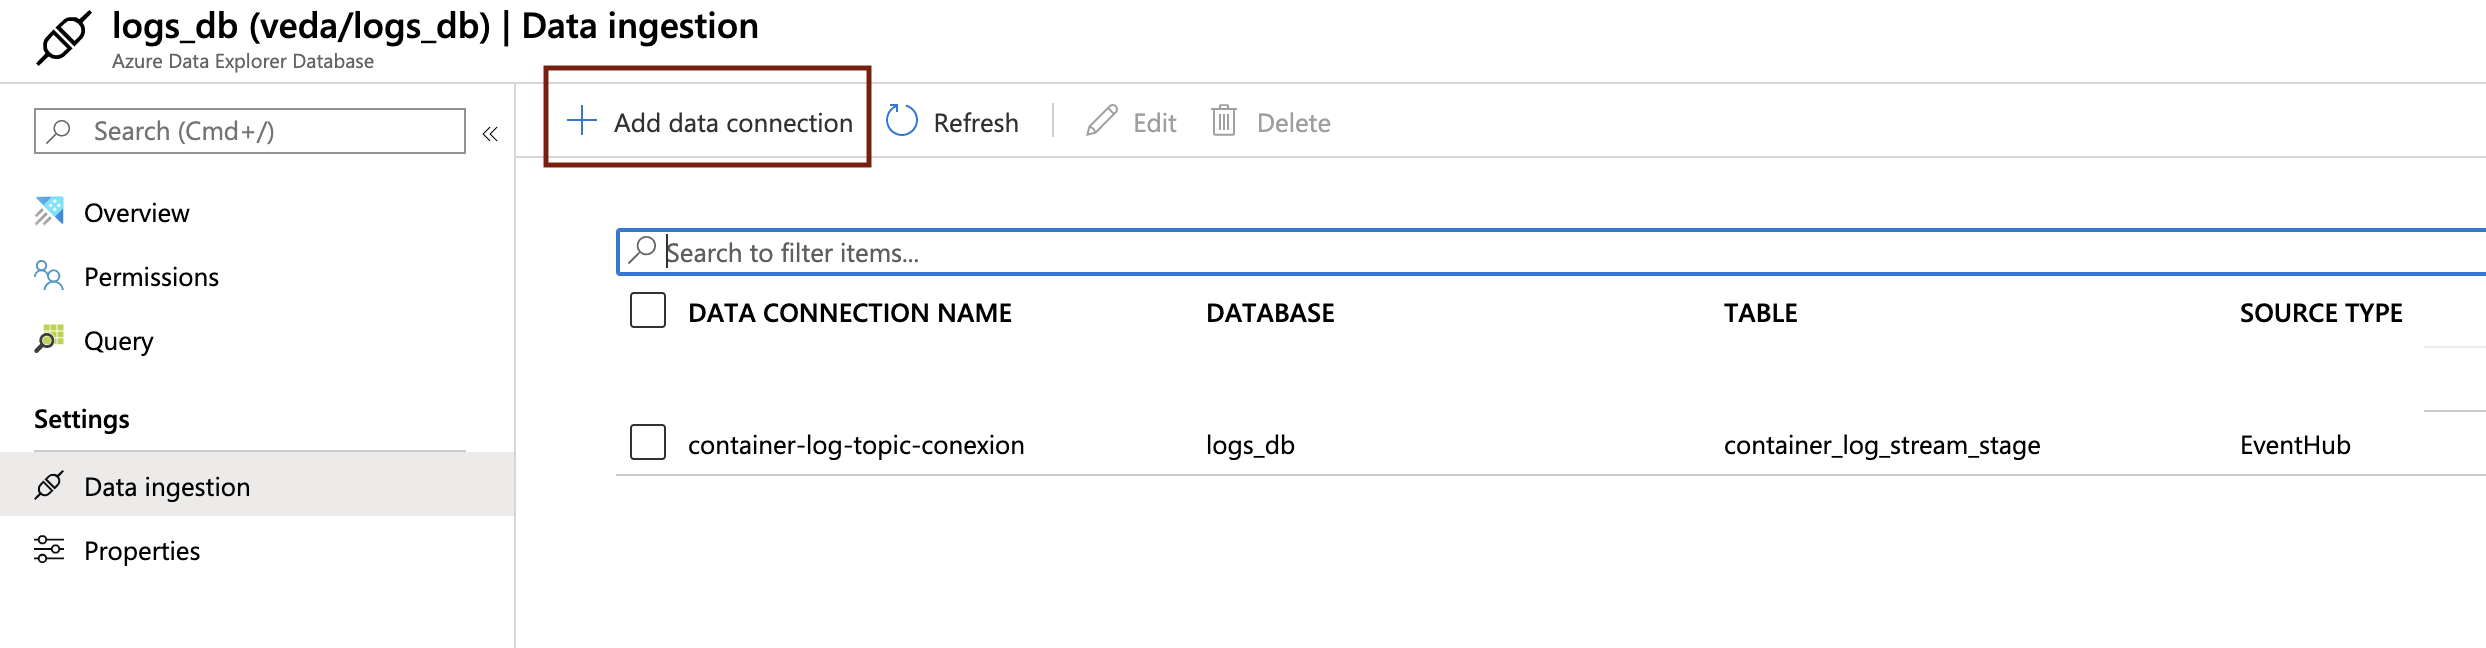 logs_db (veda/logs_db) | Data ingestion
Azure Data Explorer Database
Search (Cmd+/)
«
Add data connection
Refresh
Edit
Delete
Overview
Permissions
Query
Settings
Data ingestion
Properties
Search to filter items...
DATA CONNECTION NAME DATABASE TABLE SOURCE TYPE
container-log-topic-conexion logs_db container_log_stream_stage EventHub